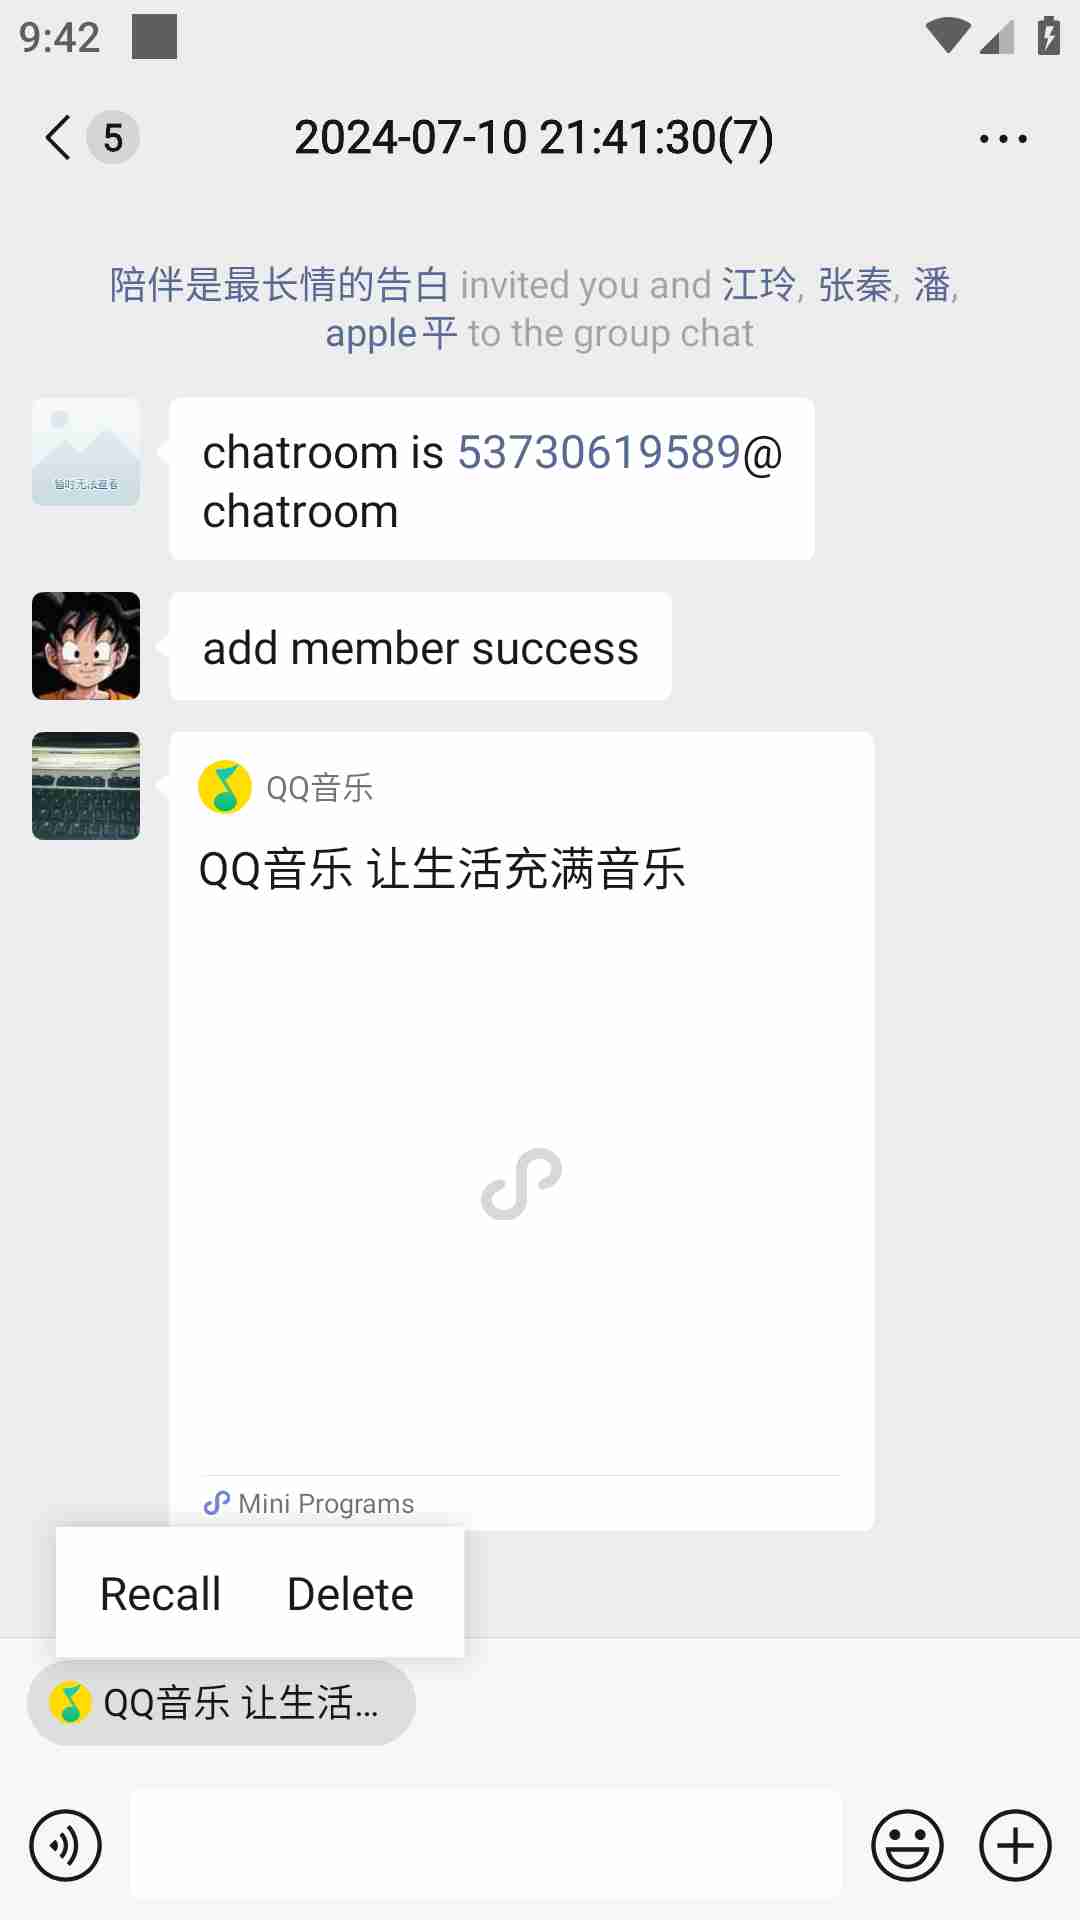 9:42
5
2024-07-10 21:41:30(7)
陪伴是最长情的告白 invited you and 江玲, 张秦, 潘,
apple平 to the group chat
暂时无法查看
chatroom is 53730619589@
chatroom
add member success
QQ音乐
QQ音乐 让生活充满音乐
Mini Programs
Recall Delete
QQ音乐 让生活...